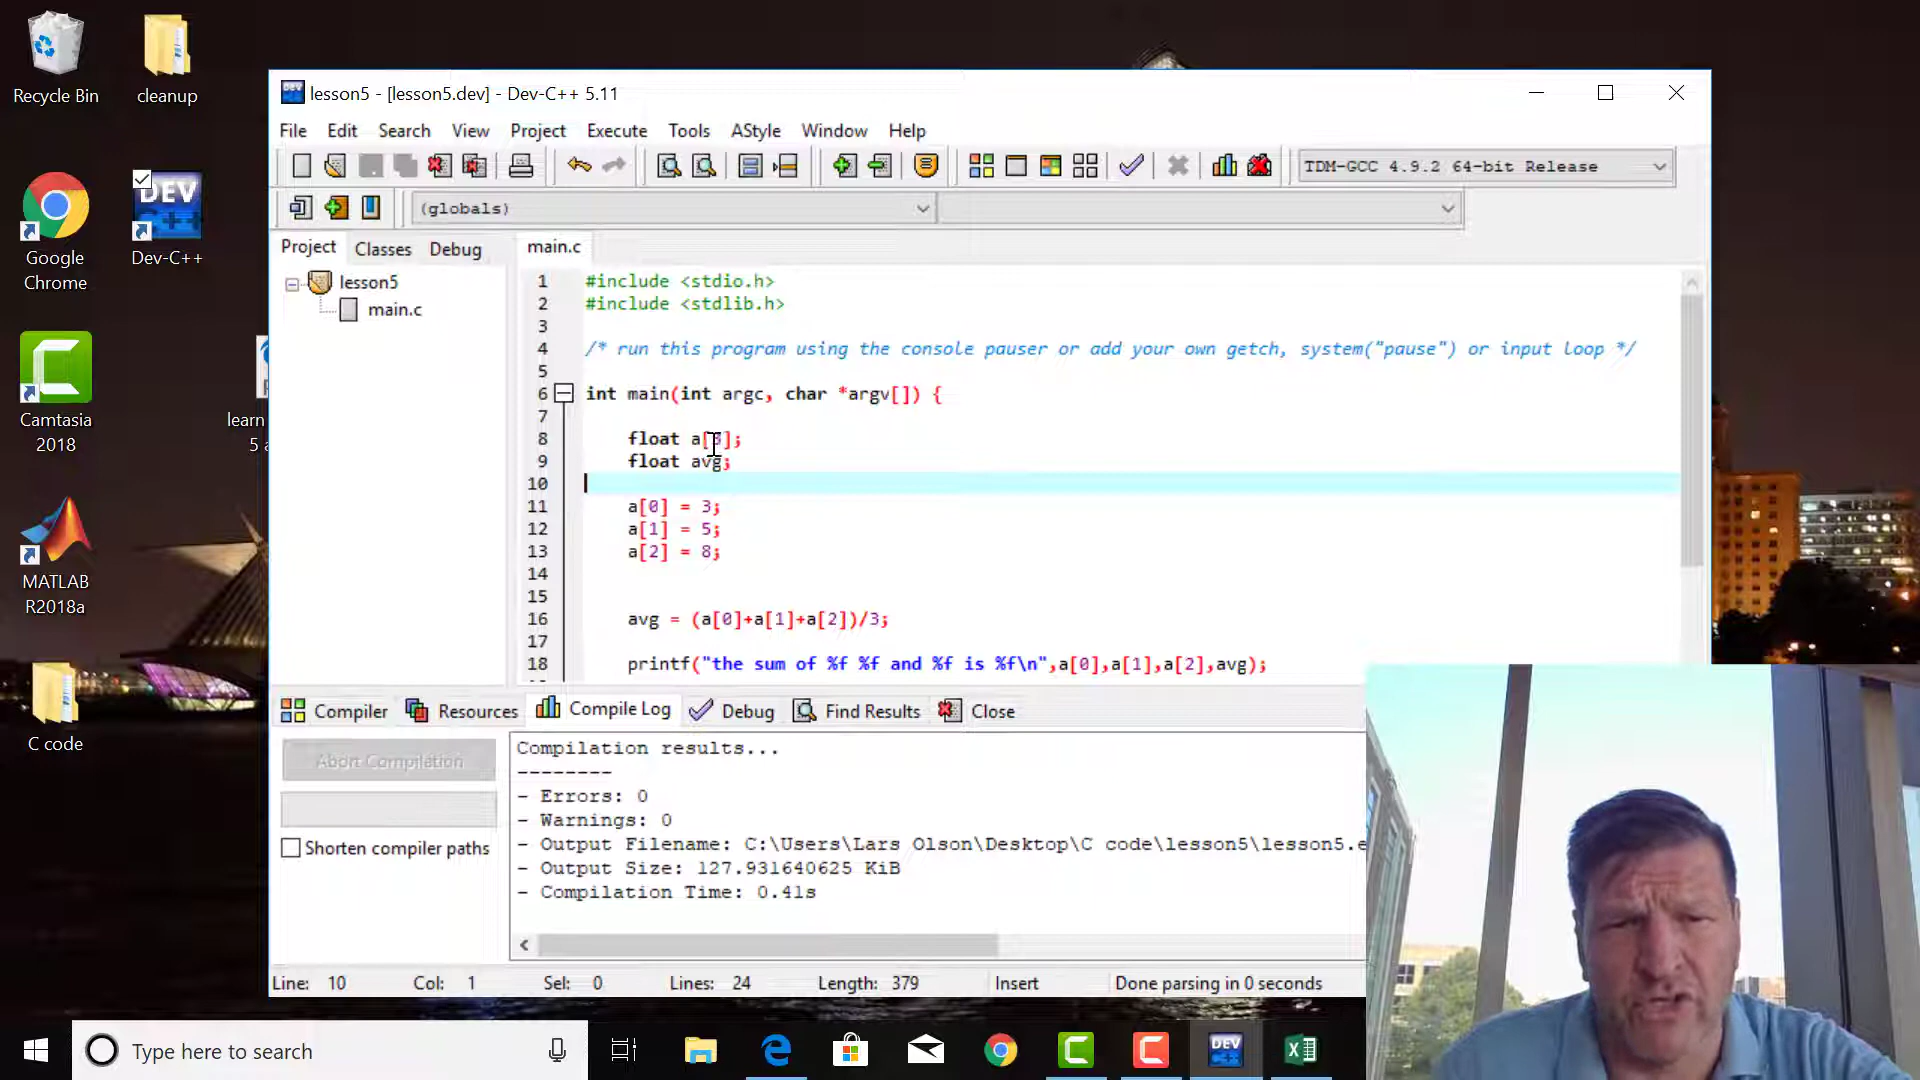 Recycle Bin
cleanup
Google
Chrome
DEV
C++
Dev-C++
Camtasia
2018
learn
5 a
MATLAB
R2018a
C code
lesson5 - [lesson5.dev] - Dev-C++ 5.11
File Edit Search View Project Execute Tools AStyle Window Help
TDM-GCC 4.9.2 64-bit Release
(globals)
Project Classes Debug
lesson5
main.c
main.c
1 #include <stdio.h>
2 #include <stdlib.h>
3
4 /* run this program using the console pauser or add your own getch, system("pause") or input loop */
5
6 int main(int argc, char *argv[]) {
7
8 float a[3];
9 float avg;
10
11 a[0] = 3;
12 a[1] = 5;
13 a[2] = 8;
14
15
16 avg = (a[0]+a[1]+a[2])/3;
17
18 printf("the sum of %f %f and %f is %f\n",a[0],a[1],a[2],avg);
Compiler Resources Compile Log Debug Find Results Close
Abort Compilation
Shorten compiler paths
Compilation results...
--------
- Errors: 0
- Warnings: 0
- Output Filename: C:\Users\Lars Olson\Desktop\C code\lesson5\lesson5.e
- Output Size: 127.931640625 KiB
- Compilation Time: 0.41s
Line: 10 Col: 1 Sel: 0 Lines: 24 Length: 379 Insert Done parsing in 0 seconds
Type here to search
DEV